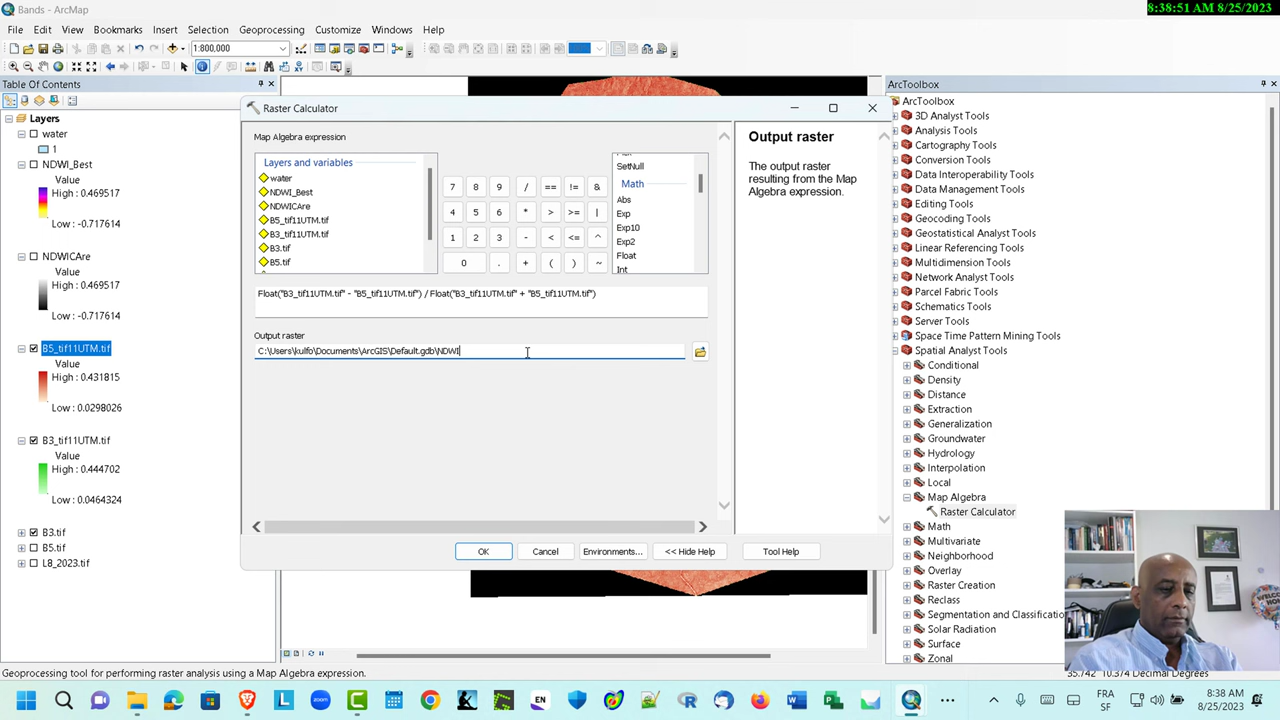 Bands - ArcMap
8:38:51 AM 8/25/2023
File Edit View Bookmarks Insert Selection Geoprocessing Customize Windows Help
1:800,000
Table Of Contents
Layers
water
1
NDWI_Best
Value
High : 0.469517
Low : -0.717614
NDWICAre
Value
High : 0.469517
Low : -0.717614
B5_tif11UTM.tif
Value
High : 0.431815
Low : 0.0298026
B3_tif11UTM.tif
Value
High : 0.444702
Low : 0.0464324
B3.tif
B5.tif
L8_2023.tif
Raster Calculator
Map Algebra expression
Layers and variables
water
NDWI_Best
NDWICAre
B5_tif11UTM.tif
B3_tif11UTM.tif
B3.tif
B5.tif
7 8 9 / == != &
4 5 6 * > >= |
1 2 3 - < <= ^
0 . + ( ) ~
SetNull
Math
Abs
Exp
Exp10
Exp2
Float
Int
Float("B3_tif11UTM.tif" - "B5_tif11UTM.tif") / Float("B3_tif11UTM.tif" + "B5_tif11UTM.tif")
Output raster
C:\Users\kulfo\Documents\ArcGIS\Default.gdb\NDWI
OK Cancel Environments... << Hide Help Tool Help
Output raster
The output raster
resulting from the Map
Algebra expression.
ArcToolbox
ArcToolbox
3D Analyst Tools
Analysis Tools
Cartography Tools
Conversion Tools
Data Interoperability Tools
Data Management Tools
Editing Tools
Geocoding Tools
Geostatistical Analyst Tools
Linear Referencing Tools
Multidimension Tools
Network Analyst Tools
Parcel Fabric Tools
Schematics Tools
Server Tools
Space Time Pattern Mining Tools
Spatial Analyst Tools
Conditional
Density
Distance
Extraction
Generalization
Groundwater
Hydrology
Interpolation
Local
Map Algebra
Raster Calculator
Math
Multivariate
Neighborhood
Overlay
Raster Creation
Reclass
Segmentation and Classificatio
Solar Radiation
Surface
Zonal
Geoprocessing tool for performing raster analysis using a Map Algebra expression.
35.742 10.374 Decimal Degrees
EN
FR
SF
8:38 AM
8/25/2023